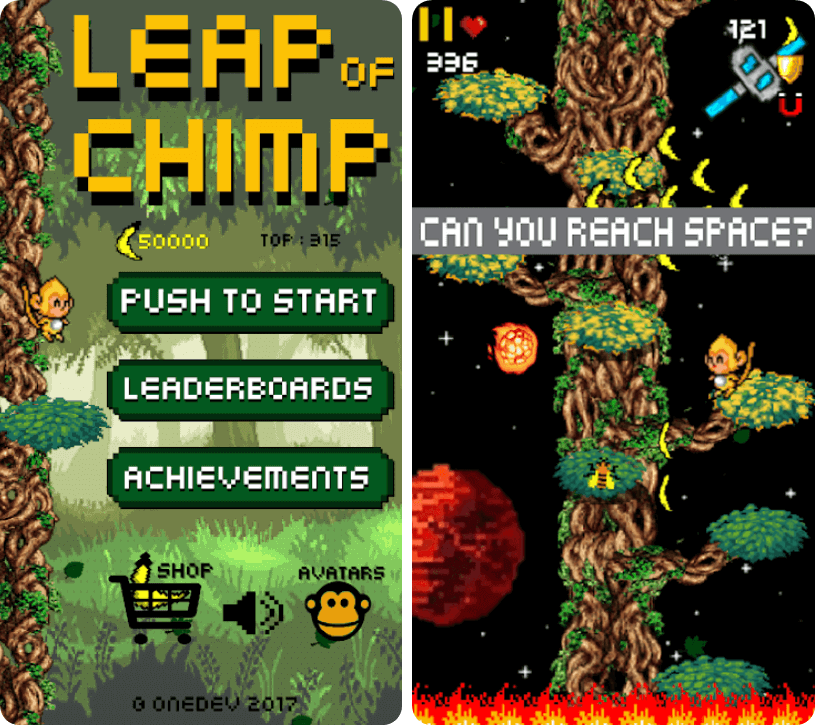 LEAP OF
CHIMP
50000
TOP : 315
PUSH TO START
LEADERBOARDS
ACHIEVEMENTS
SHOP
AVATARS
© ONEDEV 2017
336
121
CAN YOU REACH SPACE?